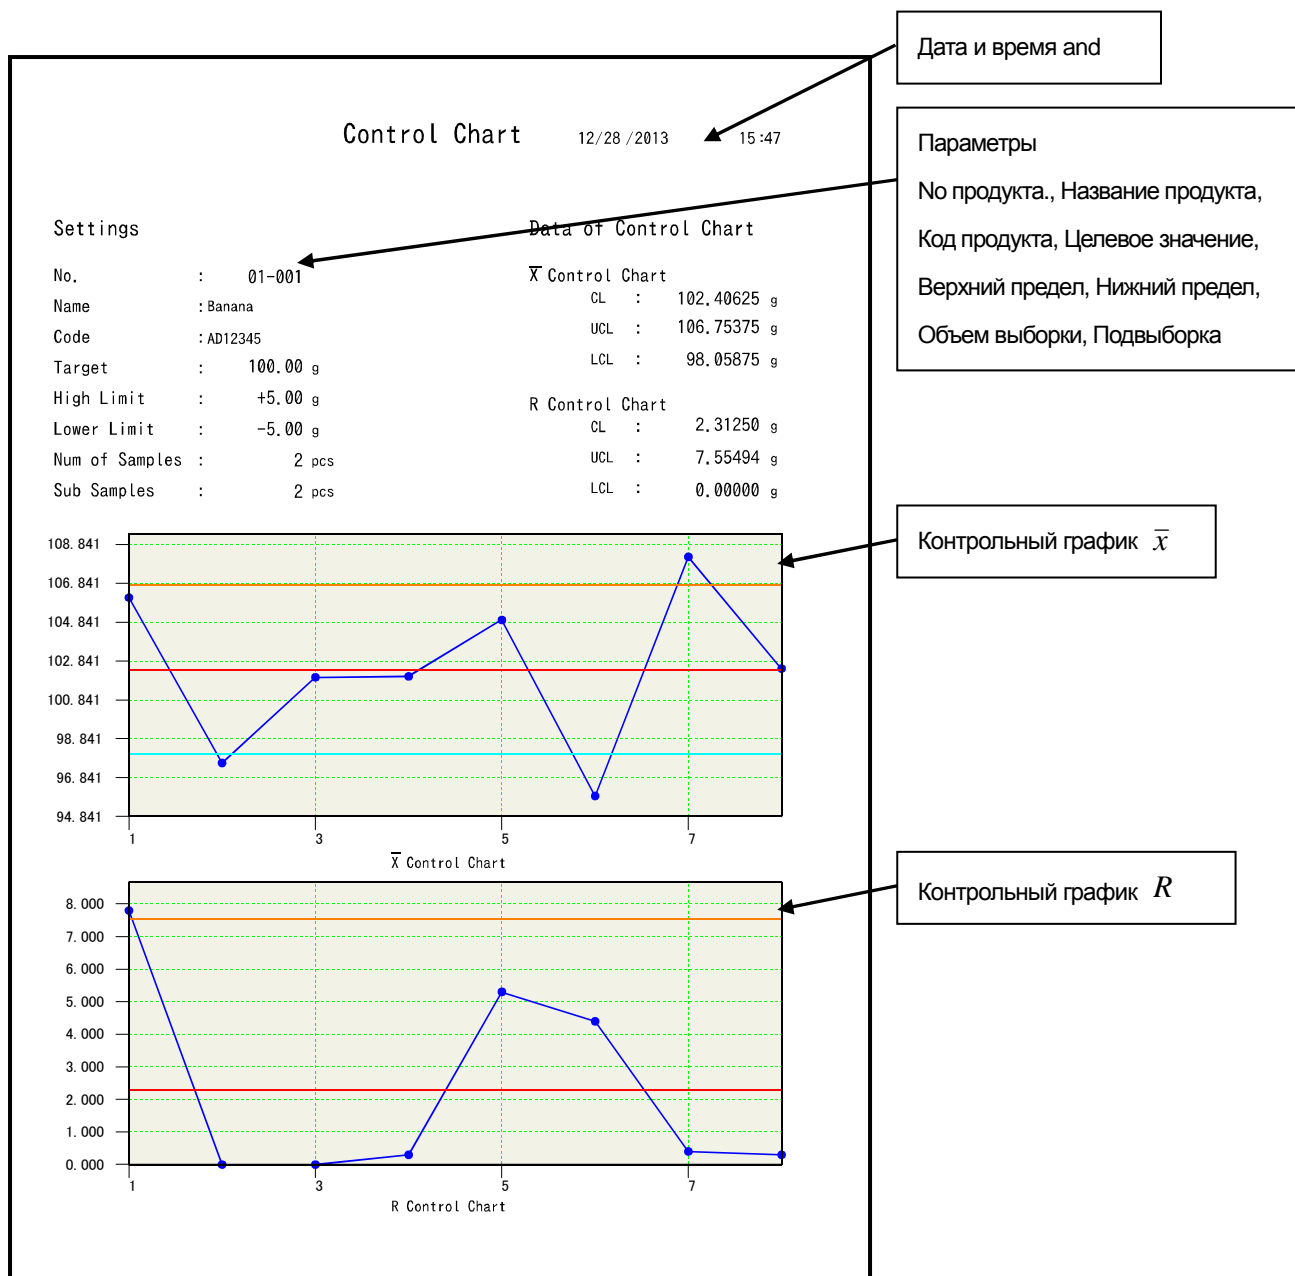 Дата и время and
Control Chart 12/28 /2013 15:47
Параметры
No продукта., Название продукта,
Код продукта, Целевое значение,
Верхний предел, Нижний предел,
Объем выборки, Подвыборка
Settings
No. : 01-001
Name :Banana
Code :AD12345
Target : 100.00 g
High Limit : +5.00 g
Lower Limit : -5.00 g
Num of Samples : 2 pcs
Sub Samples : 2 pcs
Data of Control Chart
X̅ Control Chart
CL : 102.40625 g
UCL : 106.75375 g
LCL : 98.05875 g
R Control Chart
CL : 2.31250 g
UCL : 7.55494 g
LCL : 0.00000 g
Контрольный график x̅
108.841
106.841
104.841
102.841
100.841
98.841
96.841
94.841
1 3 5 7
X̅ Control Chart
Контрольный график R
8.000
7.000
6.000
5.000
4.000
3.000
2.000
1.000
0.000
1 3 5 7
R Control Chart